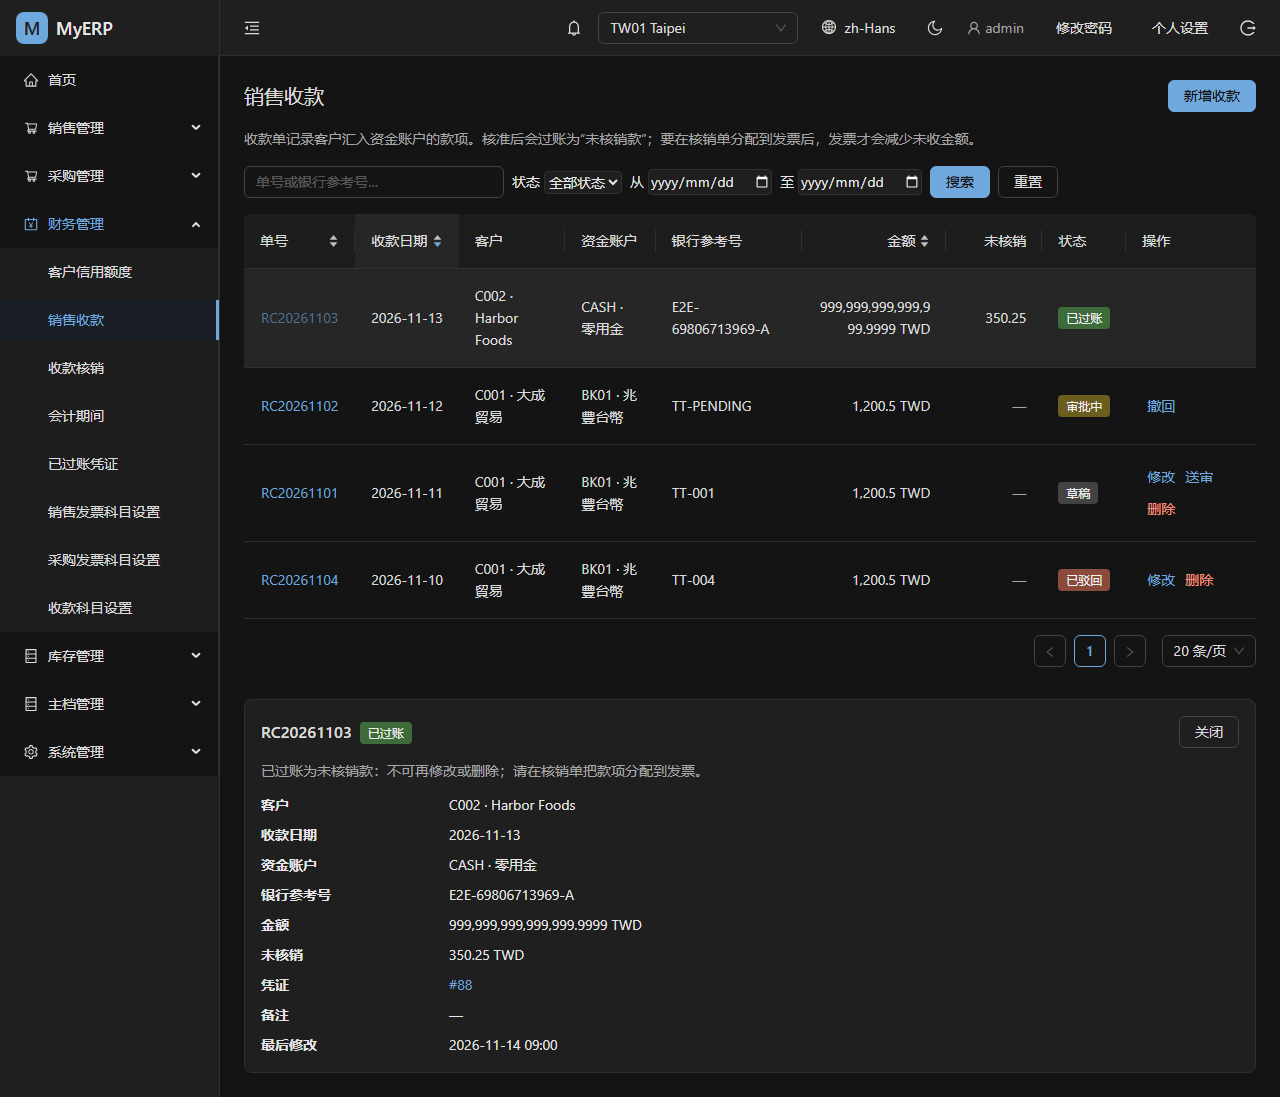 M MyERP
TW01 Taipei
zh-Hans
admin
修改密码
个人设置
首页
销售管理
采购管理
财务管理
客户信用额度
销售收款
收款核销
会计期间
已过账凭证
销售发票科目设置
采购发票科目设置
收款科目设置
库存管理
主档管理
系统管理
销售收款
新增收款
收款单记录客户汇入资金账户的款项。核准后会过账为“未核销款”；要在核销单分配到发票后，发票才会减少未收金额。
单号或银行参考号...
状态 全部状态 从 yyyy/mm/dd 至 yyyy/mm/dd 搜索 重置
单号 收款日期 客户 资金账户 银行参考号 金额 未核销 状态 操作
RC20261103 2026-11-13 C002 · Harbor Foods CASH · 零用金 E2E-69806713969-A 999,999,999,999,999.9999 TWD 350.25 已过账
RC20261102 2026-11-12 C001 · 大成貿易 BK01 · 兆豐台幣 TT-PENDING 1,200.5 TWD — 审批中 撤回
RC20261101 2026-11-11 C001 · 大成貿易 BK01 · 兆豐台幣 TT-001 1,200.5 TWD — 草稿 修改 送审 删除
RC20261104 2026-11-10 C001 · 大成貿易 BK01 · 兆豐台幣 TT-004 1,200.5 TWD — 已驳回 修改 删除
< 1 > 20 条/页
RC20261103 已过账
关闭
已过账为未核销款：不可再修改或删除；请在核销单把款项分配到发票。
客户 C002 · Harbor Foods
收款日期 2026-11-13
资金账户 CASH · 零用金
银行参考号 E2E-69806713969-A
金额 999,999,999,999,999.9999 TWD
未核销 350.25 TWD
凭证 #88
备注 —
最后修改 2026-11-14 09:00